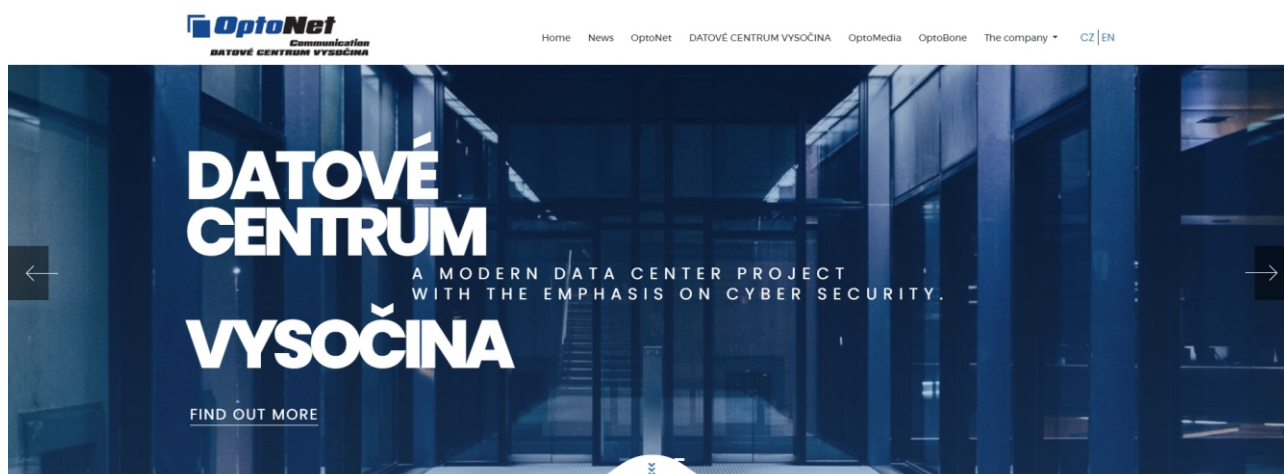 OptoNet
Communication
DATOVÉ CENTRUM VYSOČINA
Home News OptoNet DATOVÉ CENTRUM VYSOČINA OptoMedia OptoBone The company CZ | EN
DATOVÉ
CENTRUM
A MODERN DATA CENTER PROJECT
WITH THE EMPHASIS ON CYBER SECURITY.
VYSOČINA
FIND OUT MORE